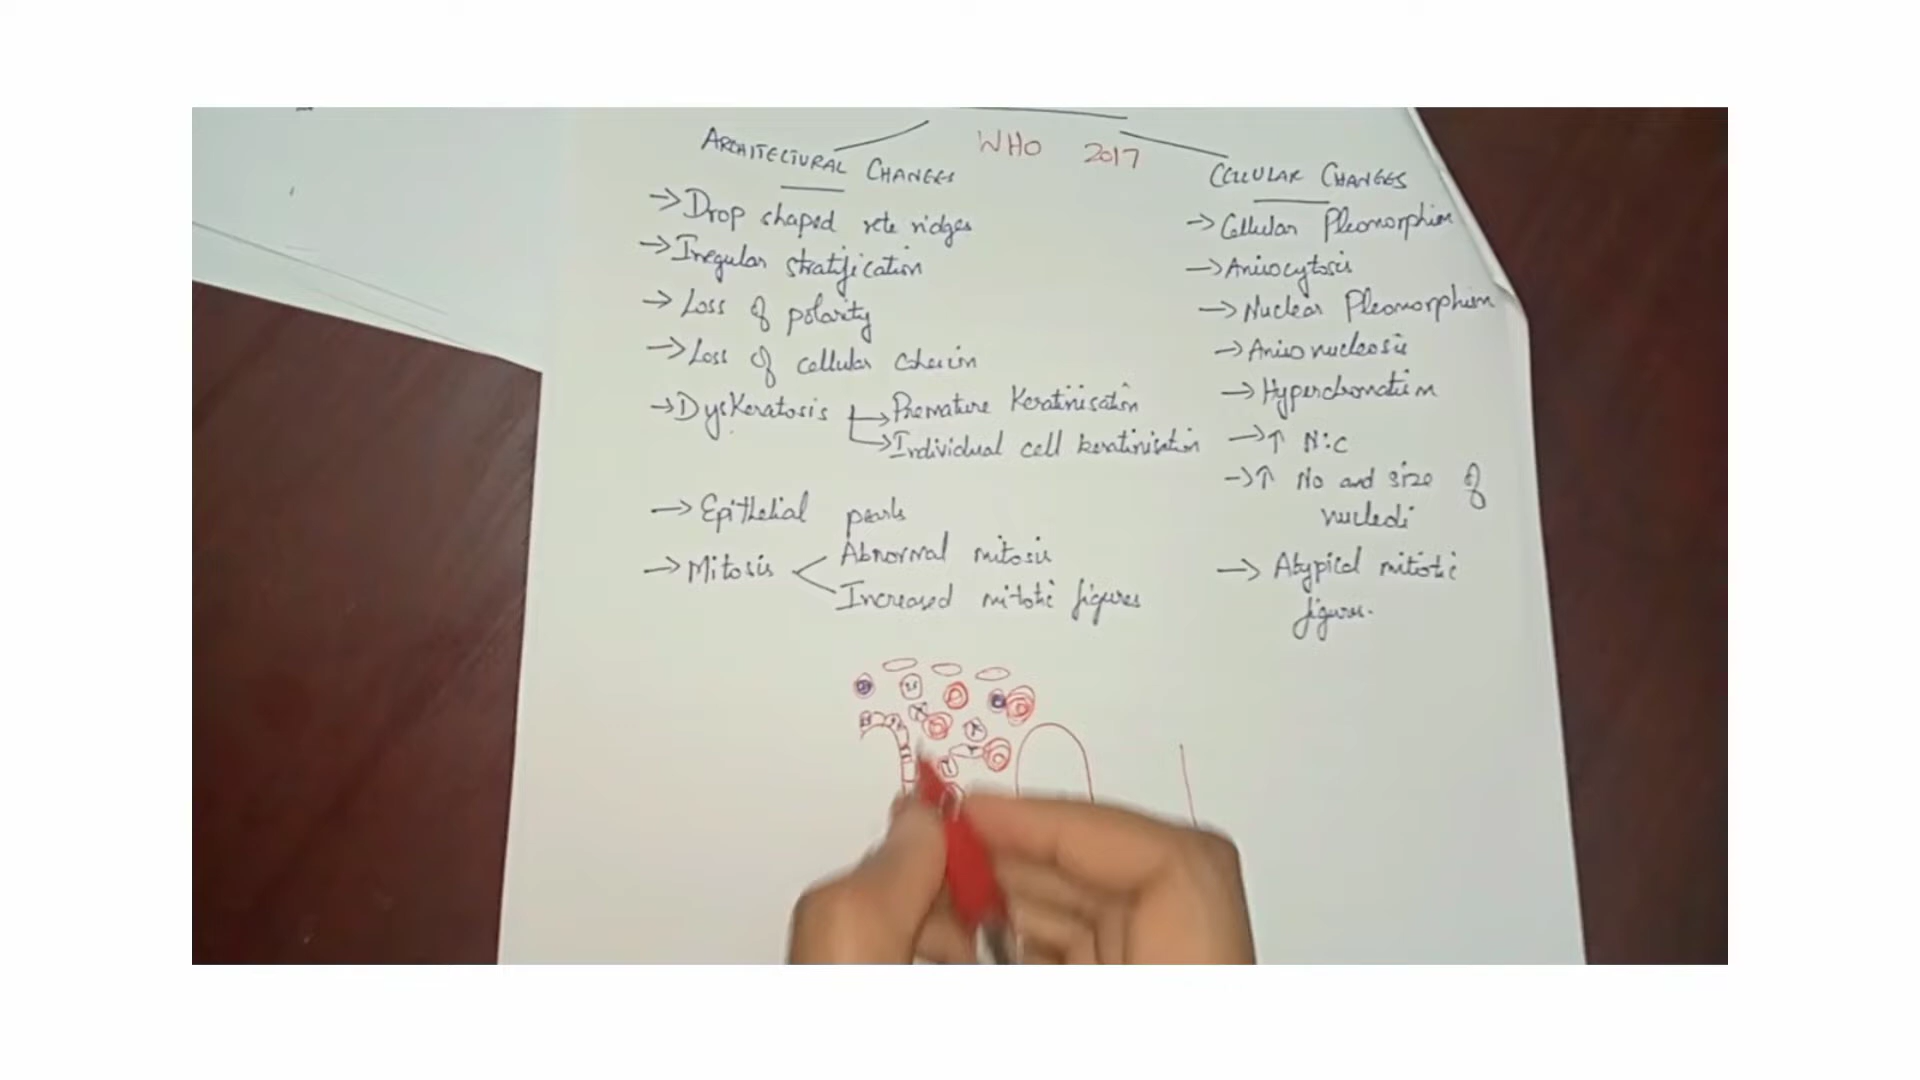 WHO 2017
ARCHITECTURAL CHANGES
→ Drop shaped rete ridges
→ Irregular stratification
→ Loss of polarity
→ Loss of cellular cohesion
→ Dyskeratosis → Premature Keratinisation
→ Individual cell keratinisation
→ Epithelial pearls
→ Mitosis < Abnormal mitosis
Increased mitotic figures
CELLULAR CHANGES
→ Cellular Pleomorphism
→ Anisocytosis
→ Nuclear Pleomorphism
→ Anisonucleosis
→ Hyperchromatism
→ ↑ N:C
→ ↑ No and size of
nucleoli
→ Atypical mitotic
figures.